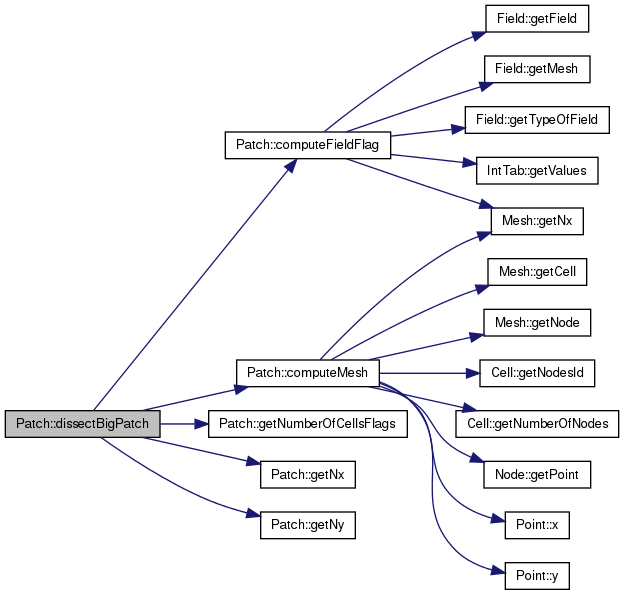 Field::getField
Field::getMesh
Field::getTypeOfField
Patch::computeFieldFlag
IntTab::getValues
Mesh::getNx
Mesh::getCell
Mesh::getNode
Patch::computeMesh
Cell::getNodesId
Patch::dissectBigPatch
Patch::getNumberOfCellsFlags
Cell::getNumberOfNodes
Patch::getNx
Node::getPoint
Patch::getNy
Point::x
Point::y